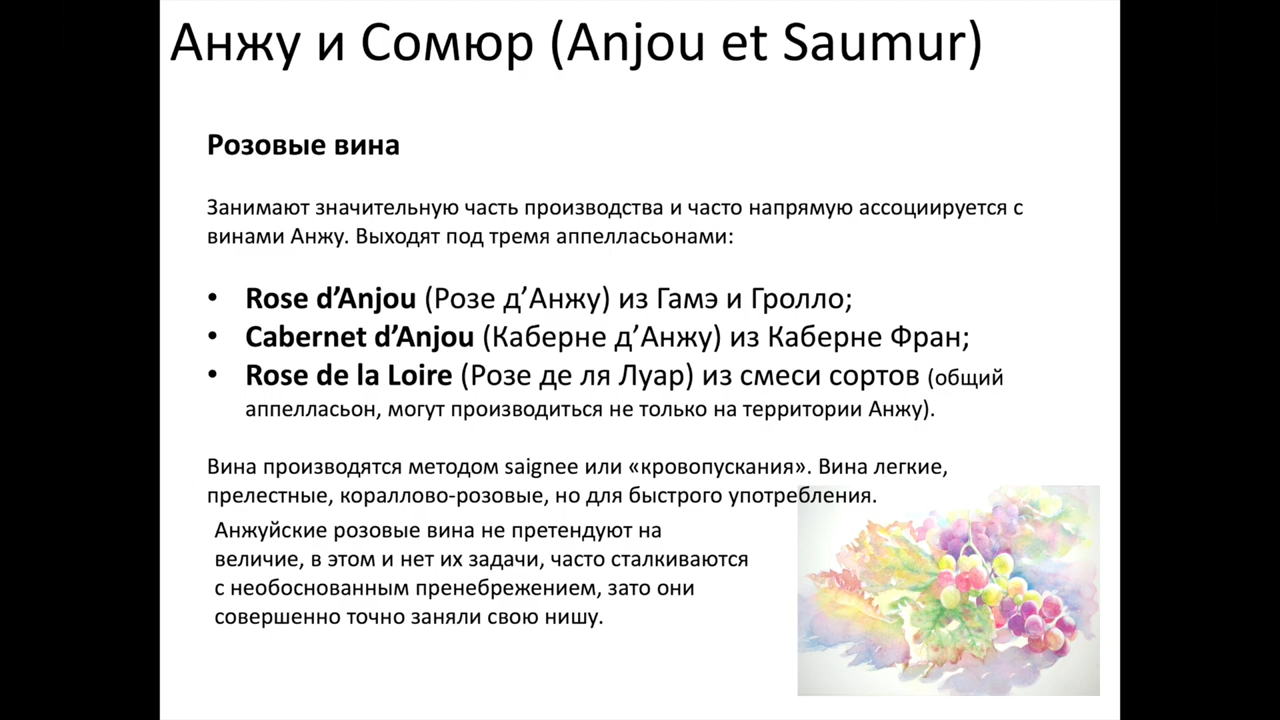 Анжу и Сомюр (Anjou et Saumur)
Розовые вина
Занимают значительную часть производства и часто напрямую ассоциируется с
винами Анжу. Выходят под тремя аппелласьонами:
• Rose d’Anjou (Розе д’Анжу) из Гамэ и Гролло;
• Cabernet d’Anjou (Каберне д’Анжу) из Каберне Фран;
• Rose de la Loire (Розе де ля Луар) из смеси сортов (общий
аппелласьон, могут производиться не только на территории Анжу).
Вина производятся методом saignee или «кровопускания». Вина легкие,
прелестные, кораллово-розовые, но для быстрого употребления.
Анжуйские розовые вина не претендуют на
величие, в этом и нет их задачи, часто сталкиваются
с необоснованным пренебрежением, зато они
совершенно точно заняли свою нишу.